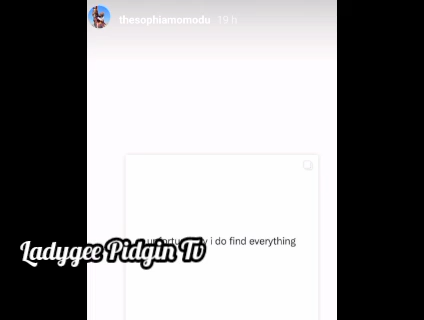 thesophiamomodu 19 h
i do find everything
Ladygee Pidgin Tv